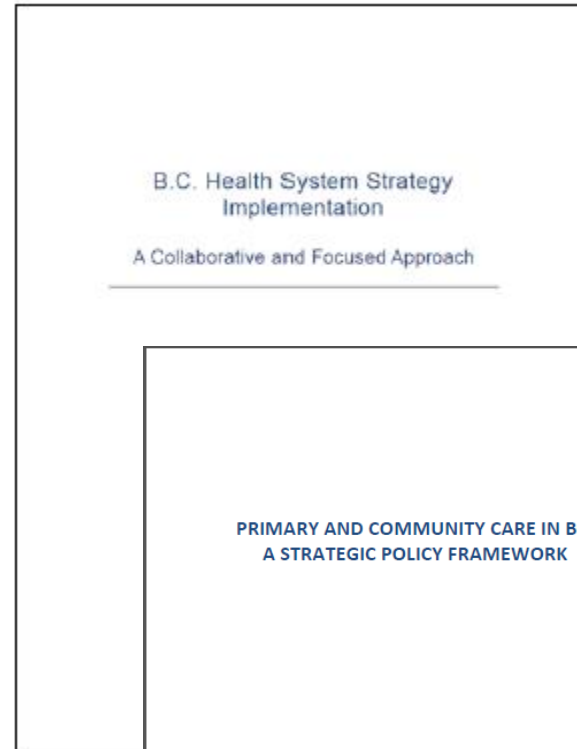 B.C. Health System Strategy
Implementation
A Collaborative and Focused Approach
PRIMARY AND COMMUNITY CARE IN B
A STRATEGIC POLICY FRAMEWORK